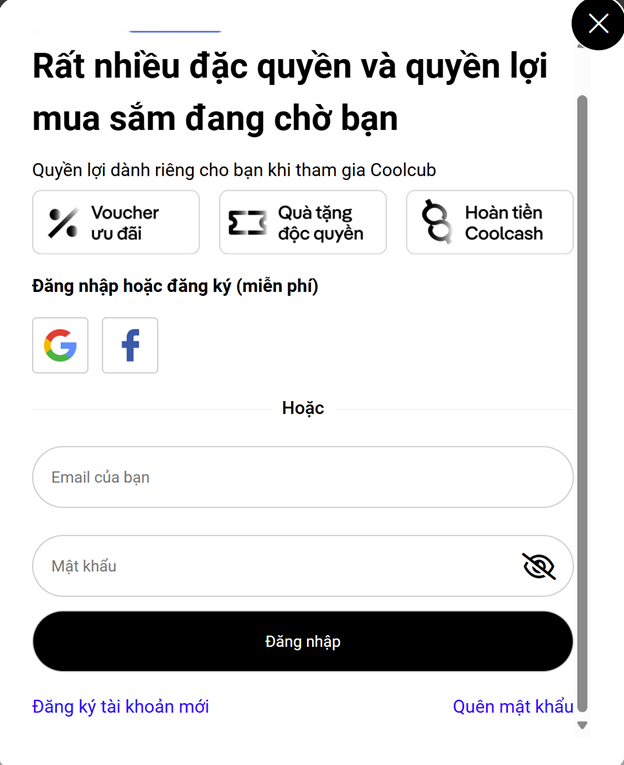 Rất nhiều đặc quyền và quyền lợi
mua sắm đang chờ bạn
Quyền lợi dành riêng cho bạn khi tham gia Coolcub
Voucher
ưu đãi
Quà tặng
độc quyền
Hoàn tiền
Coolcash
Đăng nhập hoặc đăng ký (miễn phí)
Hoặc
Email của bạn
Mật khẩu
Đăng nhập
Đăng ký tài khoản mới
Quên mật khẩu